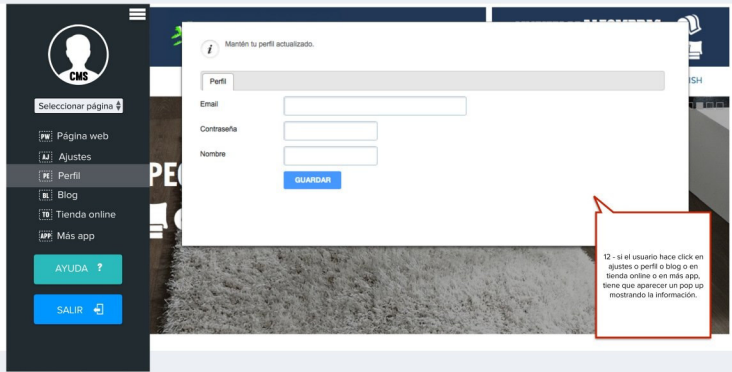 CMS
Seleccionar página
PW Página web
AJ Ajustes
PE Perfil
BL Blog
TO Tienda online
APP Más app
AYUDA ?
SALIR
i Mantén tu perfil actualizado.
Perfil
Email
Contraseña
Nombre
GUARDAR
ISH
PE
12 - si el usuario hace click en
ajustes o perfil o blog o en
tienda online o en más app,
tiene que aparecer un pop up
mostrando la información.